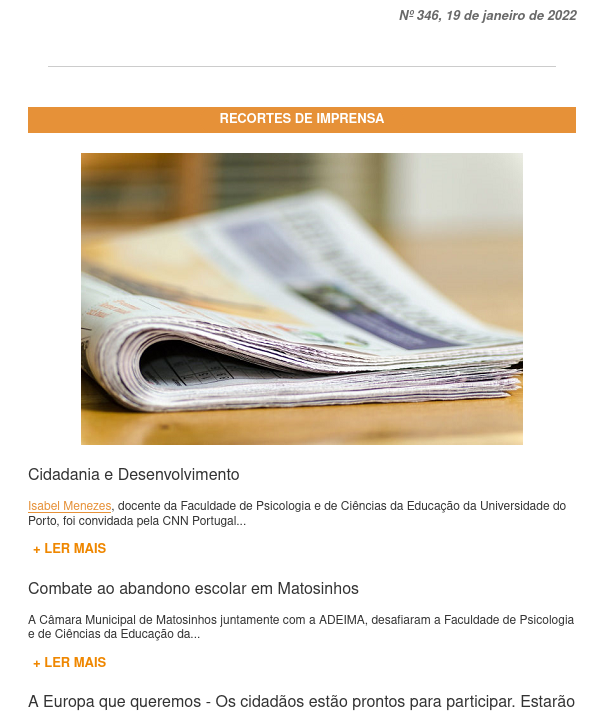 Nº 346, 19 de janeiro de 2022
RECORTES DE IMPRENSA
Cidadania e Desenvolvimento
Isabel Menezes, docente da Faculdade de Psicologia e de Ciências da Educação da Universidade do
Porto, foi convidada pela CNN Portugal...
+ LER MAIS
Combate ao abandono escolar em Matosinhos
A Câmara Municipal de Matosinhos juntamente com a ADEIMA, desafiaram a Faculdade de Psicologia
e de Ciências da Educação da...
+ LER MAIS
A Europa que queremos - Os cidadãos estão prontos para participar. Estarão